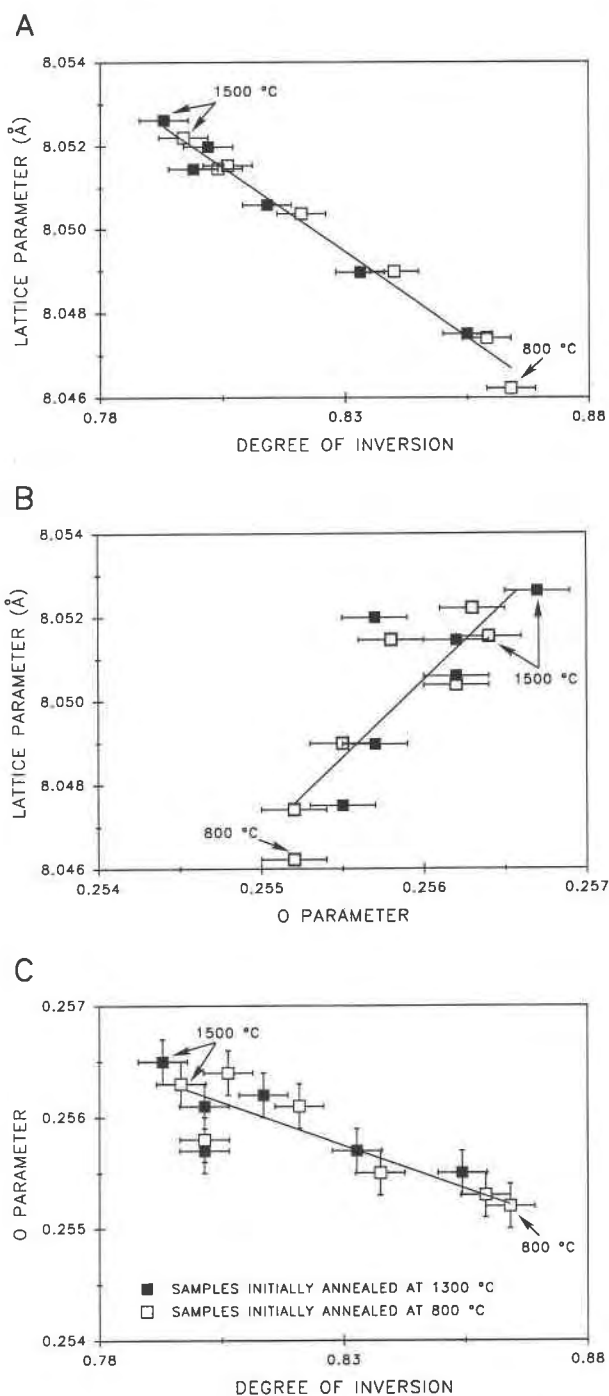 A
8.054
1500 °C
8.052
8.050
8.048
800 °C
8.046
0.78
0.83
0.88
LATTICE PARAMETER (Å)
DEGREE OF INVERSION
B
8.054
8.052
8.050
1500 °C
8.048
800 °C
8.046
0.254
0.255
0.256
0.257
LATTICE PARAMETER (Å)
O PARAMETER
C
0.257
1500 °C
0.256
0.255
800 °C
SAMPLES INITIALLY ANNEALED AT 1300 °C
SAMPLES INITIALLY ANNEALED AT 800 °C
0.254
0.78
0.83
0.88
O PARAMETER
DEGREE OF INVERSION